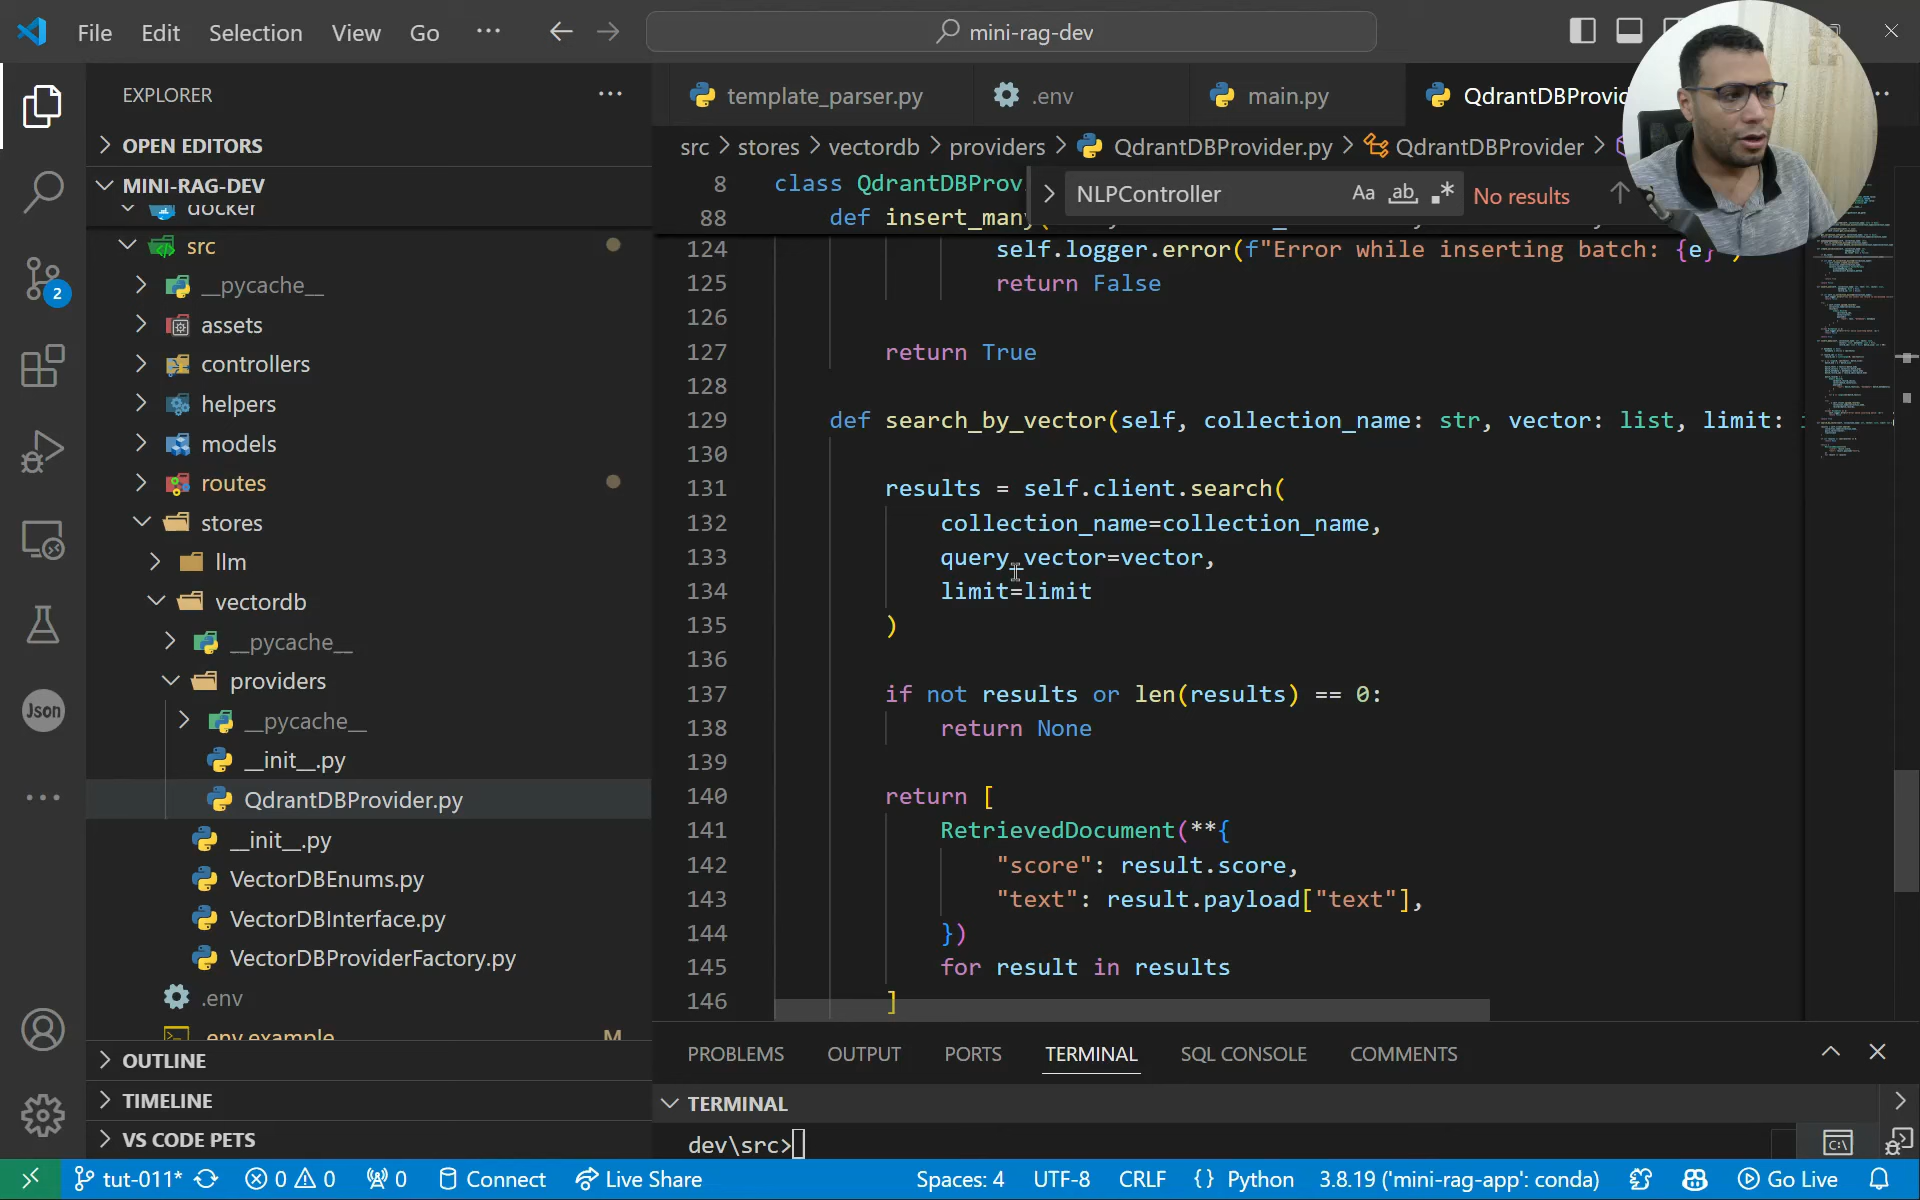 File Edit Selection View Go ···
mini-rag-dev
EXPLORER
OPEN EDITORS
MINI-RAG-DEV
docker
src
__pycache__
assets
controllers
helpers
models
routes
stores
llm
vectordb
__pycache__
providers
__pycache__
__init__.py
QdrantDBProvider.py
__init__.py
VectorDBEnums.py
VectorDBInterface.py
VectorDBProviderFactory.py
.env
.env.example M
OUTLINE
TIMELINE
VS CODE PETS
2
Json
template_parser.py .env main.py
src > stores > vectordb > providers > QdrantDBProvider.py > QdrantDBProvider >
NLPController Aa ab .* No results
8 class
88 def insert_many(
124 self.logger.error(f"Error while inserting batch: {e}
125 return False
126
127 return True
128
129 def search_by_vector(self, collection_name: str, vector: list, limit:
130
131 results = self.client.search(
132 collection_name=collection_name,
133 query_vector=vector,
134 limit=limit
135 )
136
137 if not results or len(results) == 0:
138 return None
139
140 return [
141 RetrievedDocument(**{
142 "score": result.score,
143 "text": result.payload["text"],
144 })
145 for result in results
146 ]
PROBLEMS OUTPUT PORTS TERMINAL SQL CONSOLE COMMENTS
TERMINAL
dev\src>
tut-011* 0 0 0 Connect Live Share Spaces: 4 UTF-8 CRLF {} Python 3.8.19 ('mini-rag-app': conda) Go Live